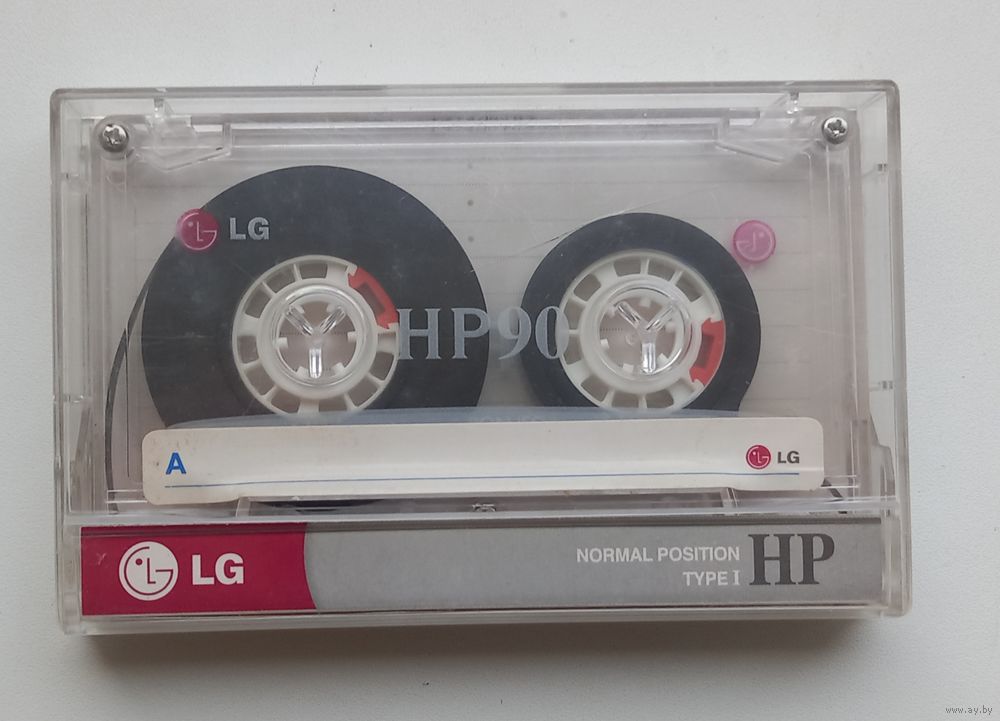 LG
HP90
A
LG
LG
NORMAL POSITION
TYPE I
HP
www.ay.by